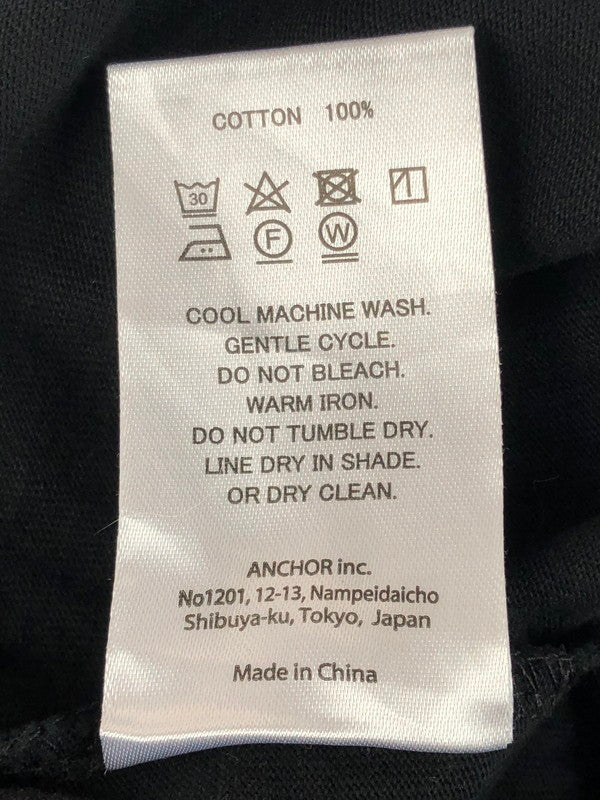 COTTON 100%
30
F W
COOL MACHINE WASH.
GENTLE CYCLE.
DO NOT BLEACH.
WARM IRON.
DO NOT TUMBLE DRY.
LINE DRY IN SHADE.
OR DRY CLEAN.
ANCHOR inc.
No1201, 12-13, Nampeidaicho
Shibuya-ku, Tokyo, Japan
Made in China